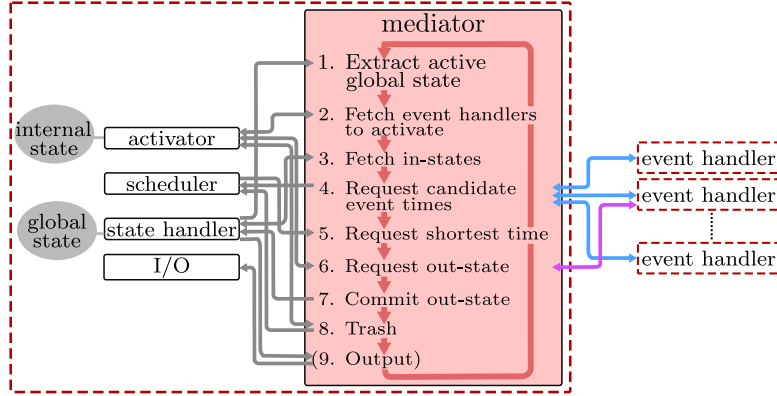 mediator
1. Extract active
global state
2. Fetch event handlers
to activate
3. Fetch in-states
4. Request candidate
event times
5. Request shortest time
6. Request out-state
7. Commit out-state
8. Trash
(9. Output)
internal
state
activator
scheduler
global
state
state handler
I/O
event handler
event handler
event handler